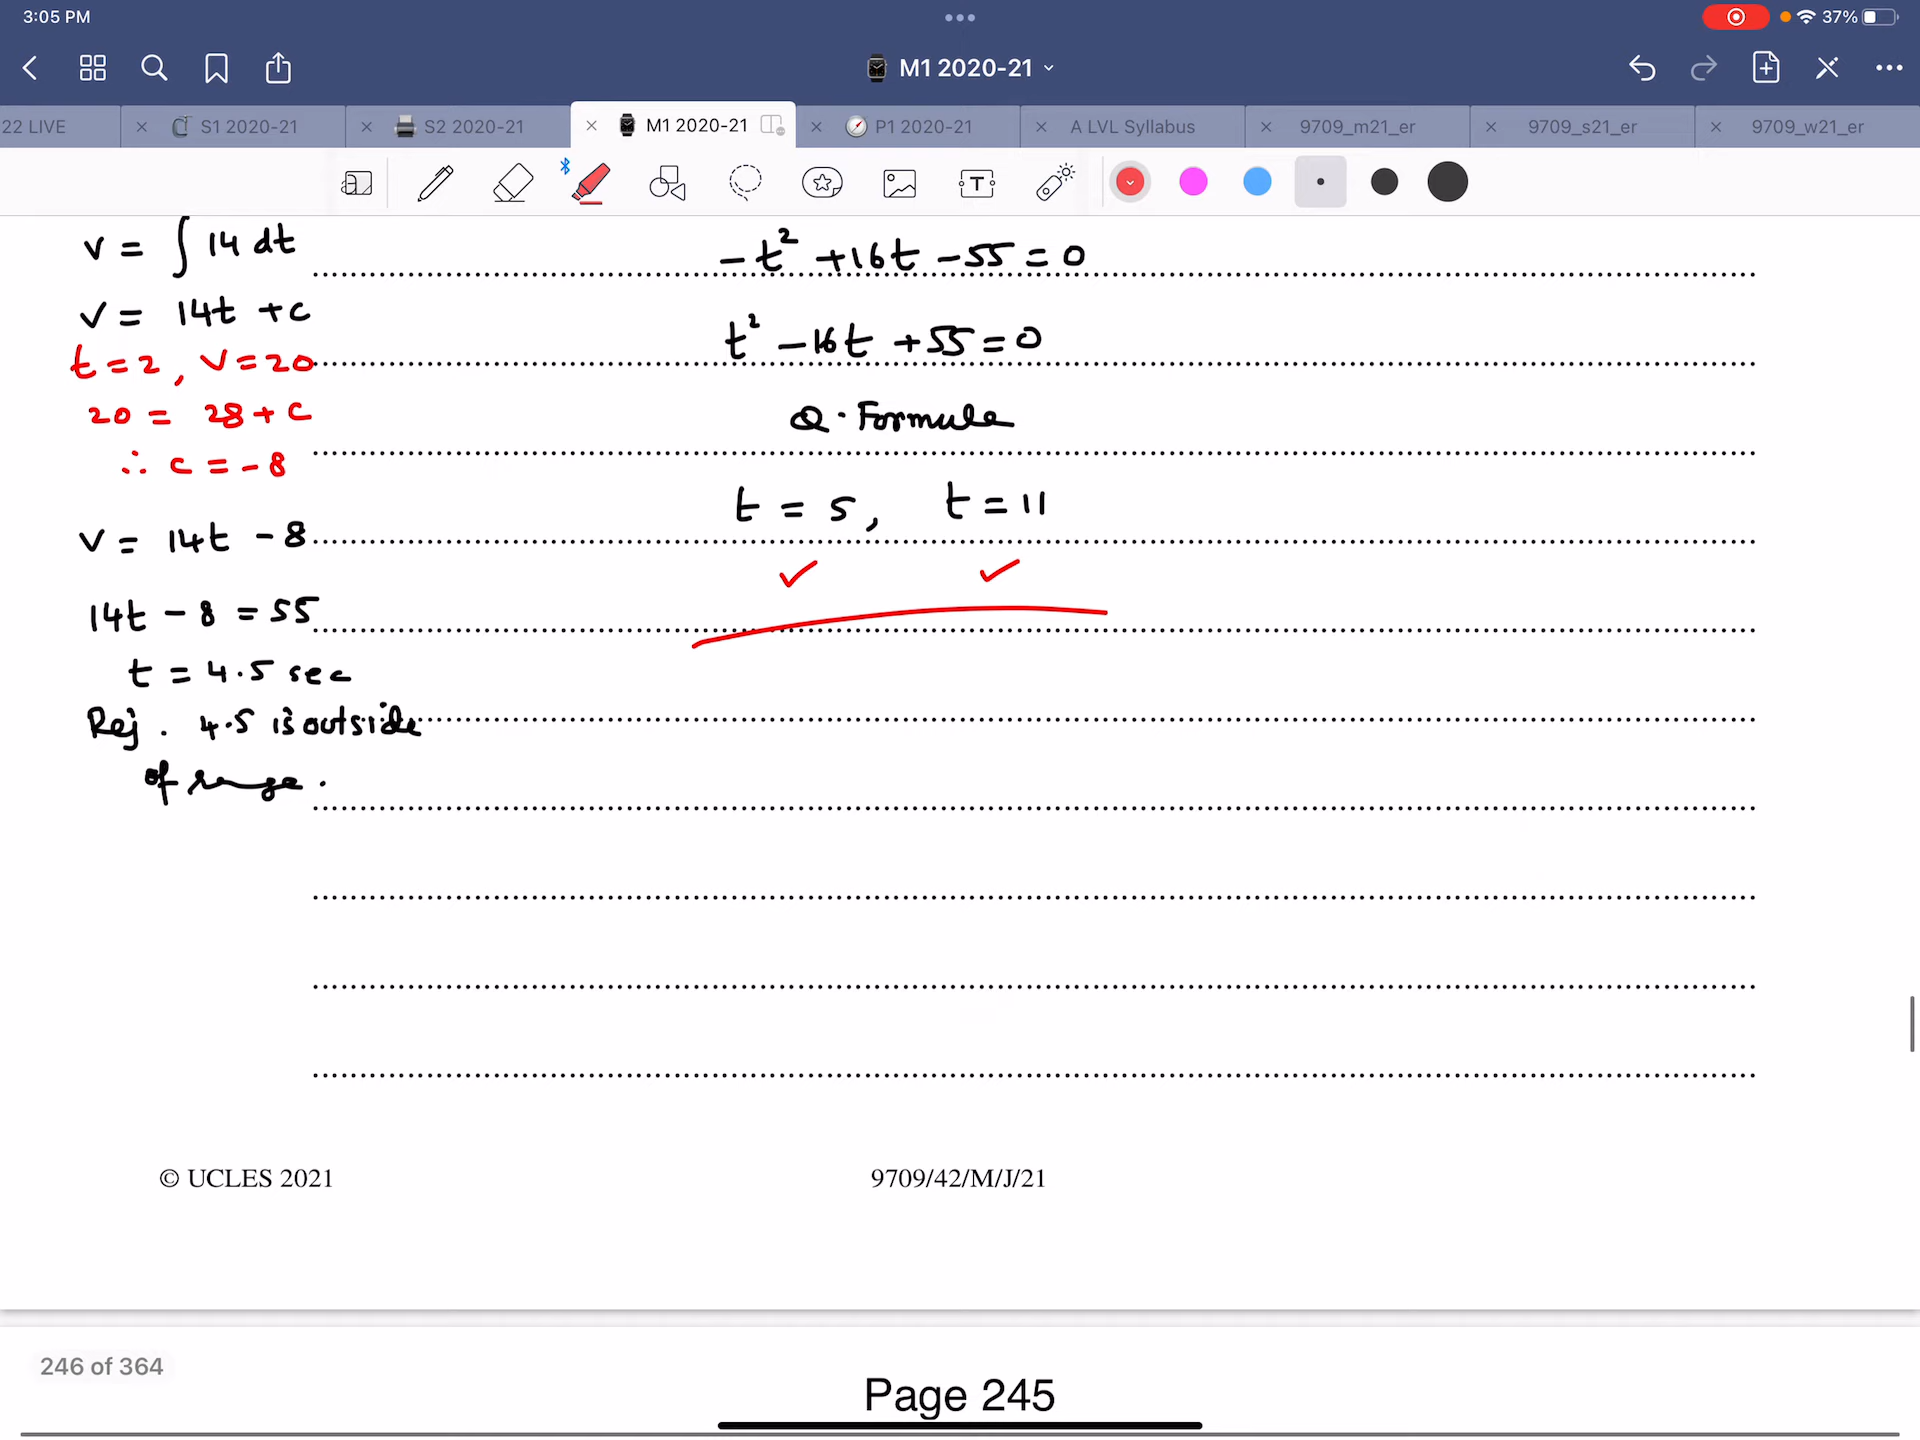 3:05 PM
37%
M1 2020-21
22 LIVE
S1 2020-21
S2 2020-21
M1 2020-21
P1 2020-21
A LVL Syllabus
9709_m21_er
9709_s21_er
9709_w21_er
v = ∫ 14 dt
v = 14t + c
t = 2, v = 20
20 = 28 + c
∴ c = -8
v = 14t - 8
14t - 8 = 55
t = 4.5 sec
Rej. 4.5 is outside
of range.
-t² + 16t - 55 = 0
t² - 16t + 55 = 0
Q. Formula
t = 5, t = 11
© UCLES 2021
9709/42/M/J/21
246 of 364
Page 245